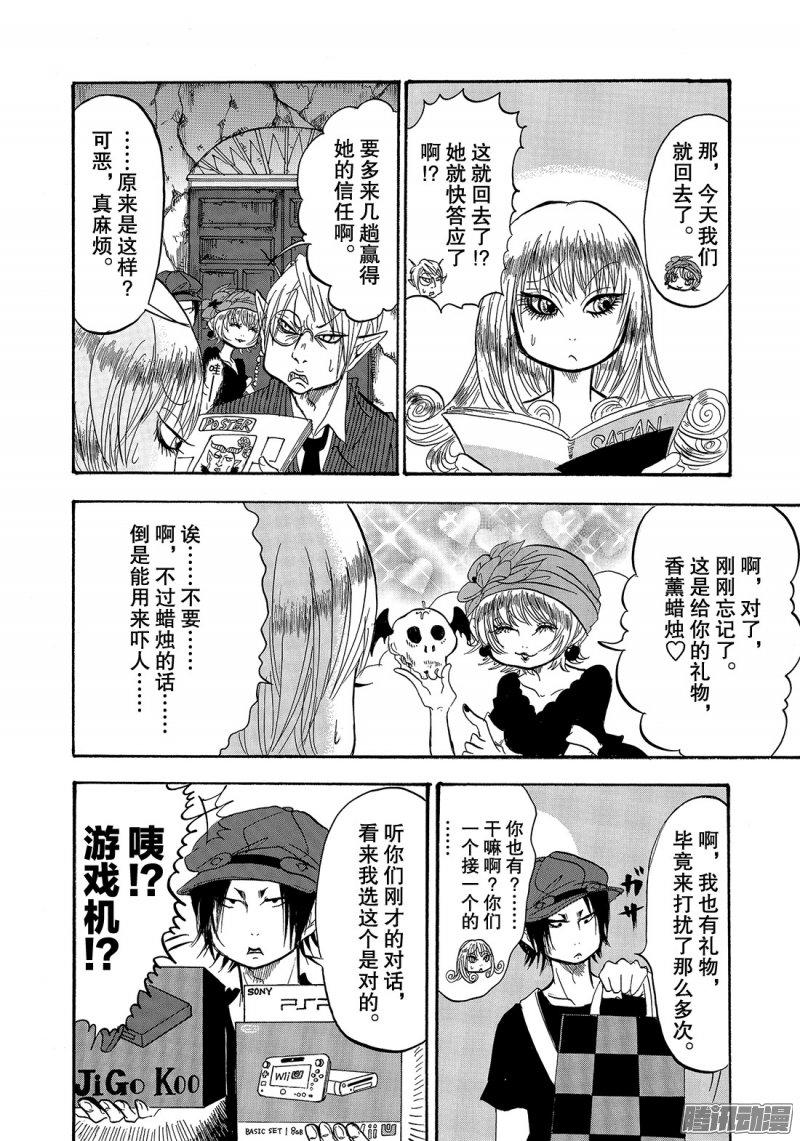 那，今天我们
就回去了。
这就回去了!?
她就快答应了
啊!?
SATAN
要多来几趟赢得
她的信任啊。
……原来是这样？
可恶，真麻烦。
哇
POSTER
啊，对了，
刚刚忘记了。
这是给你的礼物，
香薰蜡烛♡
诶……不要……
啊，不过蜡烛的话
倒是能用来吓人……
啊，我也有礼物，
毕竟来打扰了那么多次。
ガサ
你也有？……
干嘛啊？你们
一个接一个的
……
听你们刚才的对话，
看来我选这个是对的。
咦!?
游戏机!?
SONY
PSP
JiGo Koo
Wii U
BASIC SET 8GB
Wii U
腾讯动漫